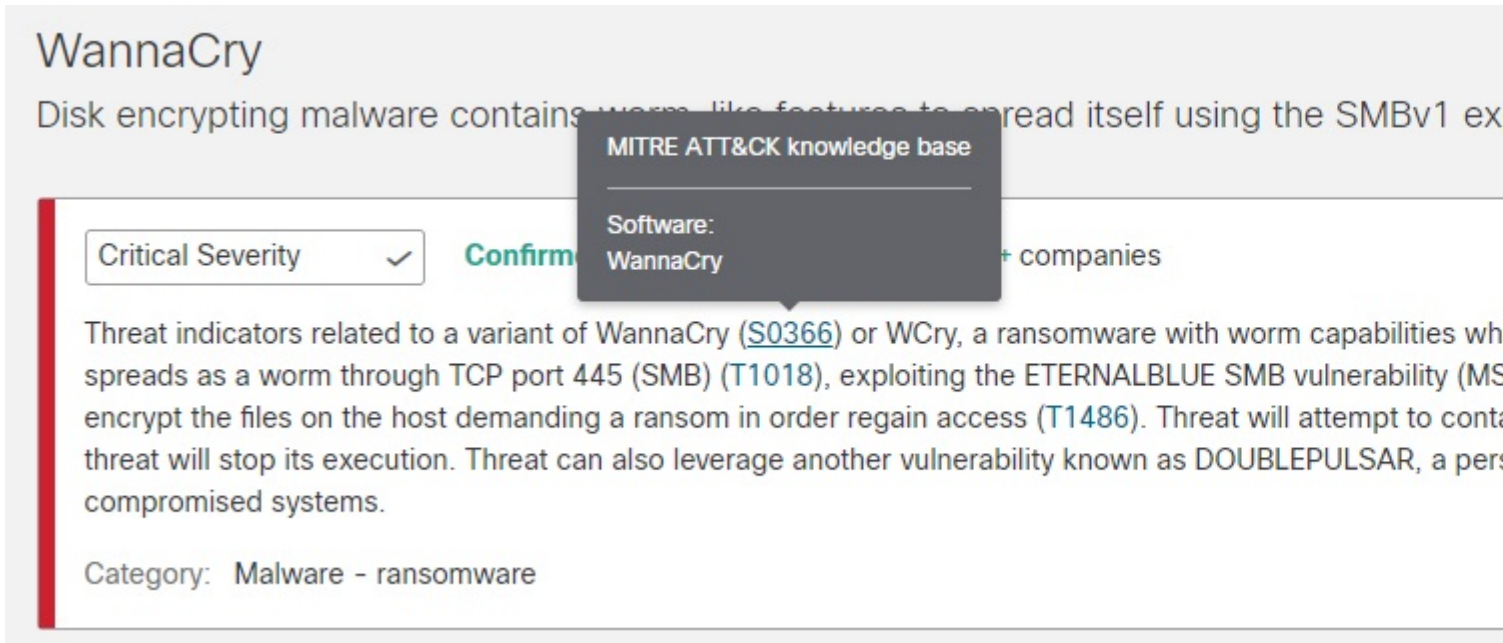 WannaCry
Disk encrypting malware contains spread itself using the SMBv1 ex
MITRE ATT&CK knowledge base
Software:
WannaCry
Critical Severity
Confirm
+ companies
Threat indicators related to a variant of WannaCry (S0366) or WCry, a ransomware with worm capabilities wh
spreads as a worm through TCP port 445 (SMB) (T1018), exploiting the ETERNALBLUE SMB vulnerability (MS
encrypt the files on the host demanding a ransom in order regain access (T1486). Threat will attempt to conta
threat will stop its execution. Threat can also leverage another vulnerability known as DOUBLEPULSAR, a pers
compromised systems.
Category: Malware - ransomware